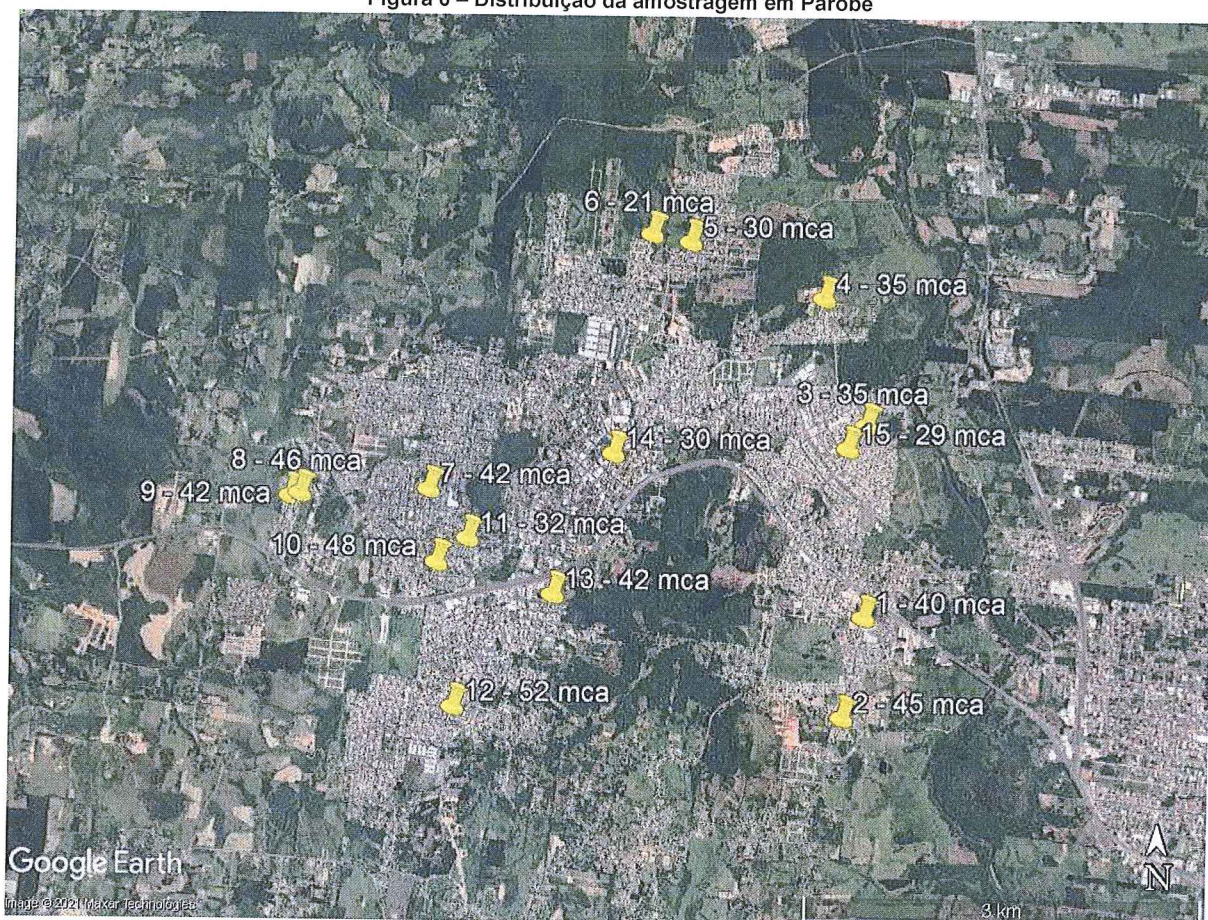 Distribuição da amostragem em Parobé
6 - 21 mca
5 - 30 mca
4 - 35 mca
3 - 35 mca
14 - 30 mca
15 - 29 mca
8 - 46 mca
7 - 42 mca
9 - 42 mca
11 - 32 mca
10 - 48 mca
13 - 42 mca
1 - 40 mca
12 - 52 mca
2 - 45 mca
Google Earth
N
Image © 2021 Maxar Technologies
3 km